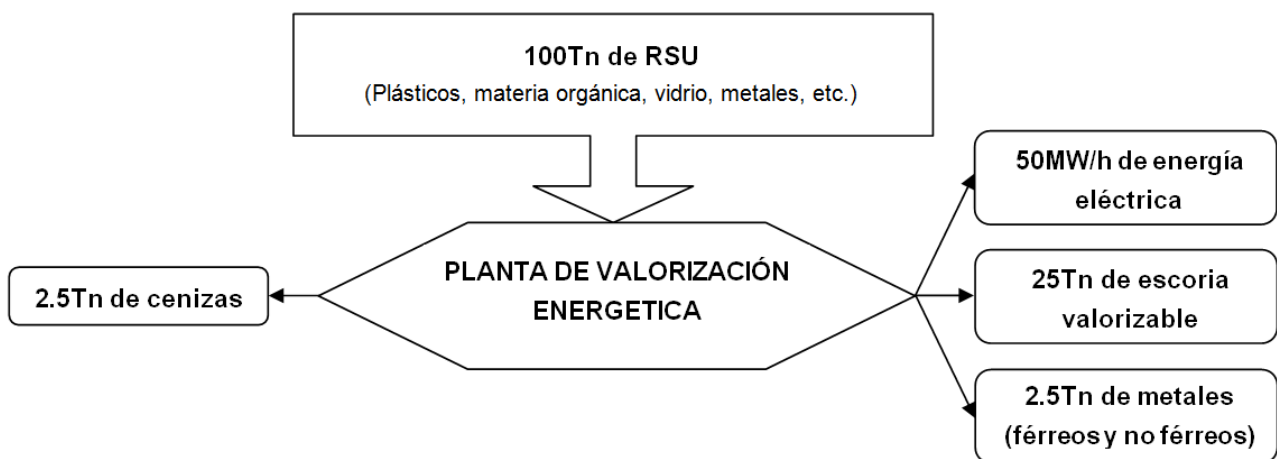 100Tn de RSU
(Plásticos, materia orgánica, vidrio, metales, etc.)
50MW/h de energía
eléctrica
PLANTA DE VALORIZACIÓN
ENERGETICA
2.5Tn de cenizas
25Tn de escoria
valorizable
2.5Tn de metales
(férreos y no férreos)